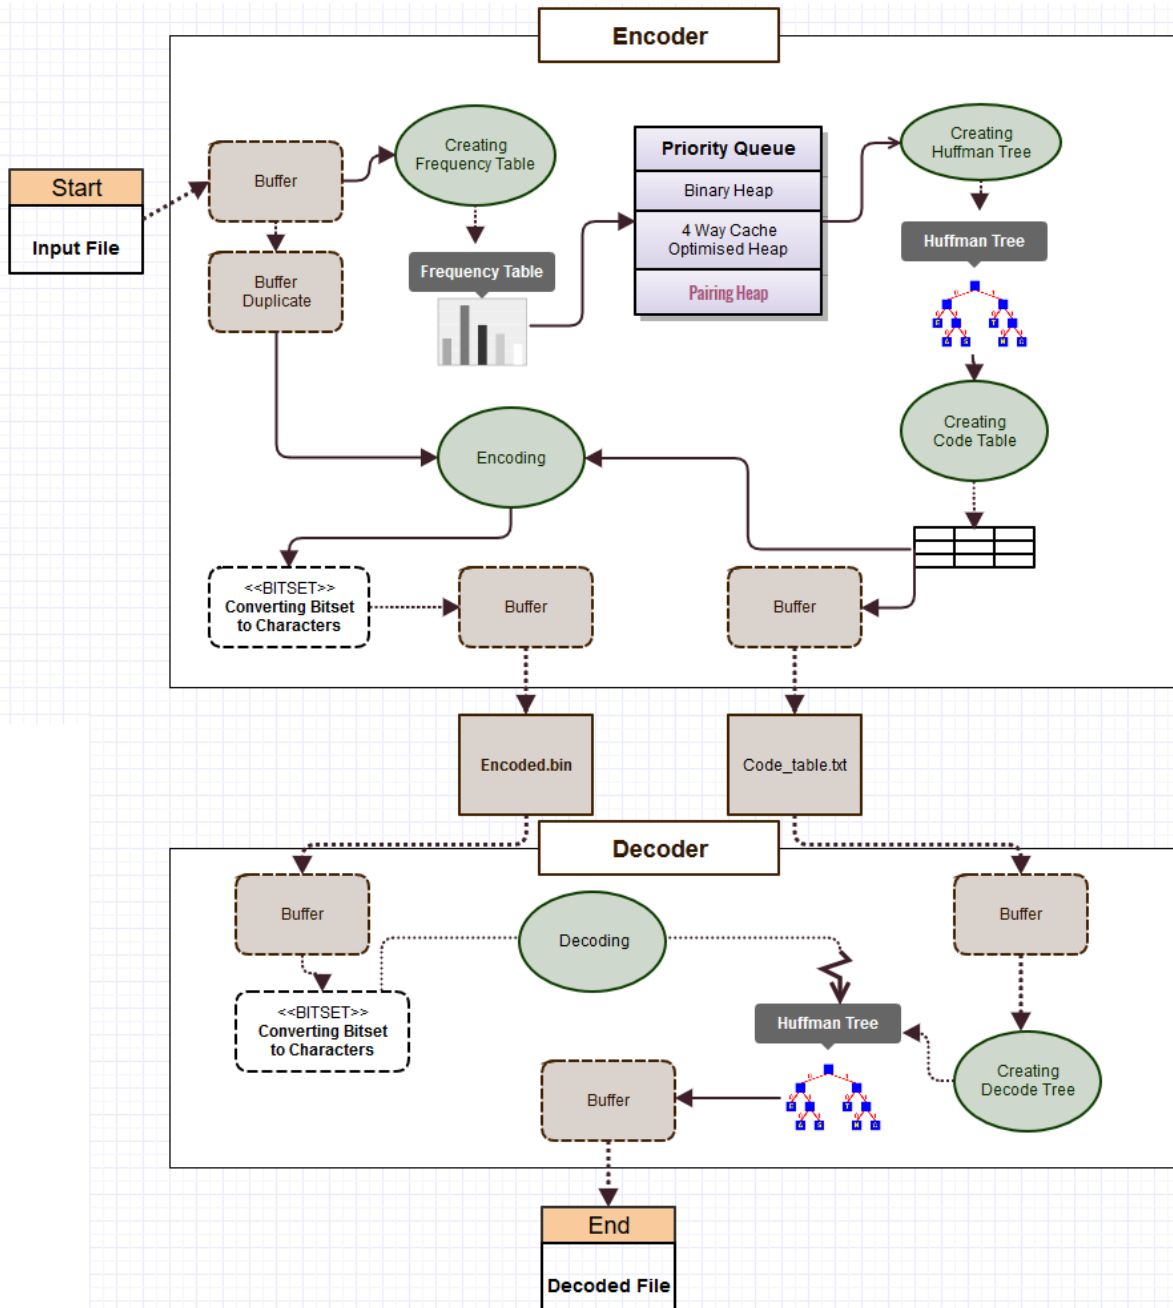 Encoder
Start
Input File
Buffer
Buffer
Duplicate
Creating
Frequency Table
Frequency Table
Priority Queue
Binary Heap
4 Way Cache
Optimised Heap
Pairing Heap
Creating
Huffman Tree
Huffman Tree
Creating
Code Table
Encoding
<<BITSET>>
Converting Bitset
to Characters
Buffer
Buffer
Encoded.bin
Code_table.txt
Decoder
Buffer
Decoding
Buffer
<<BITSET>>
Converting Bitset
to Characters
Huffman Tree
Creating
Decode Tree
Buffer
End
Decoded File